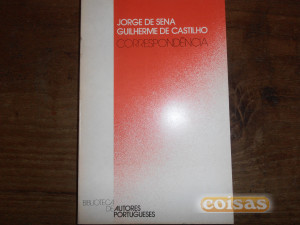 JORGE DE SENA
GUILHERME DE CASTILHO
CORRESPONDÊNCIA
BIBLIOTECA
DE AUTORES
PORTUGUESES
coisas